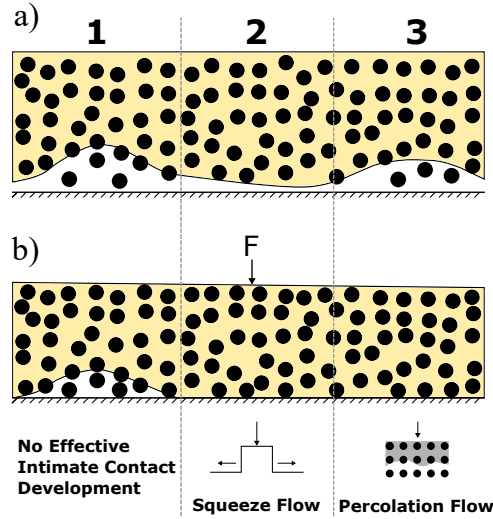 a)
1 2 3
b)
F
No Effective
Intimate Contact
Development
Squeeze Flow
Percolation Flow